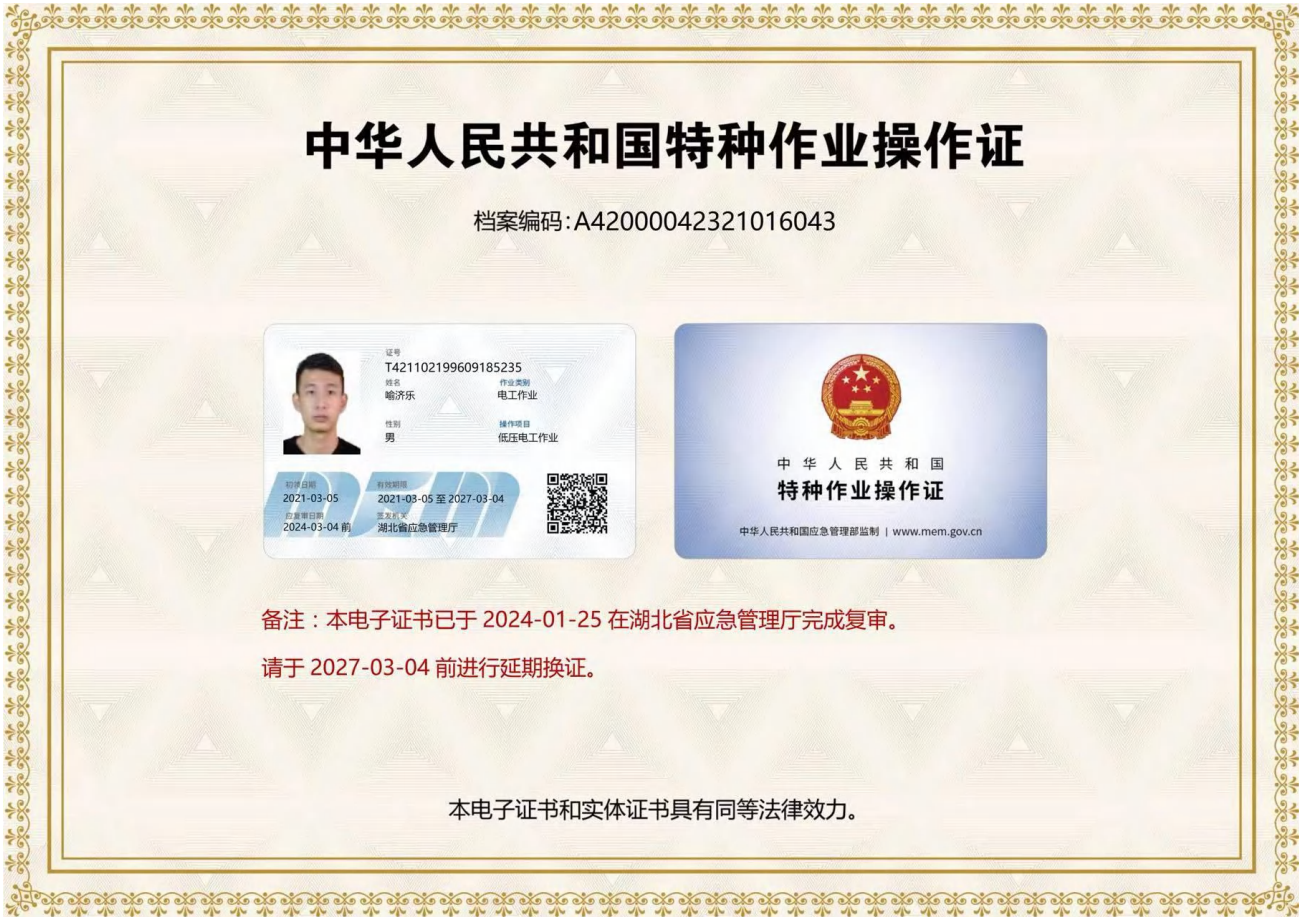 中华人民共和国特种作业操作证
档案编码:A42000042321016043
证号
T421102199609185235
姓名 作业类别
喻济乐 电工作业
性别 操作项目
男 低压电工作业
初领日期 有效期限
2021-03-05 2021-03-05 至 2027-03-04
应复审日期 签发机关
2024-03-04 前 湖北省应急管理厅
中华人民共和国
特种作业操作证
中华人民共和国应急管理部监制 | www.mem.gov.cn
备注：本电子证书已于 2024-01-25 在湖北省应急管理厅完成复审。
请于 2027-03-04 前进行延期换证。
本电子证书和实体证书具有同等法律效力。